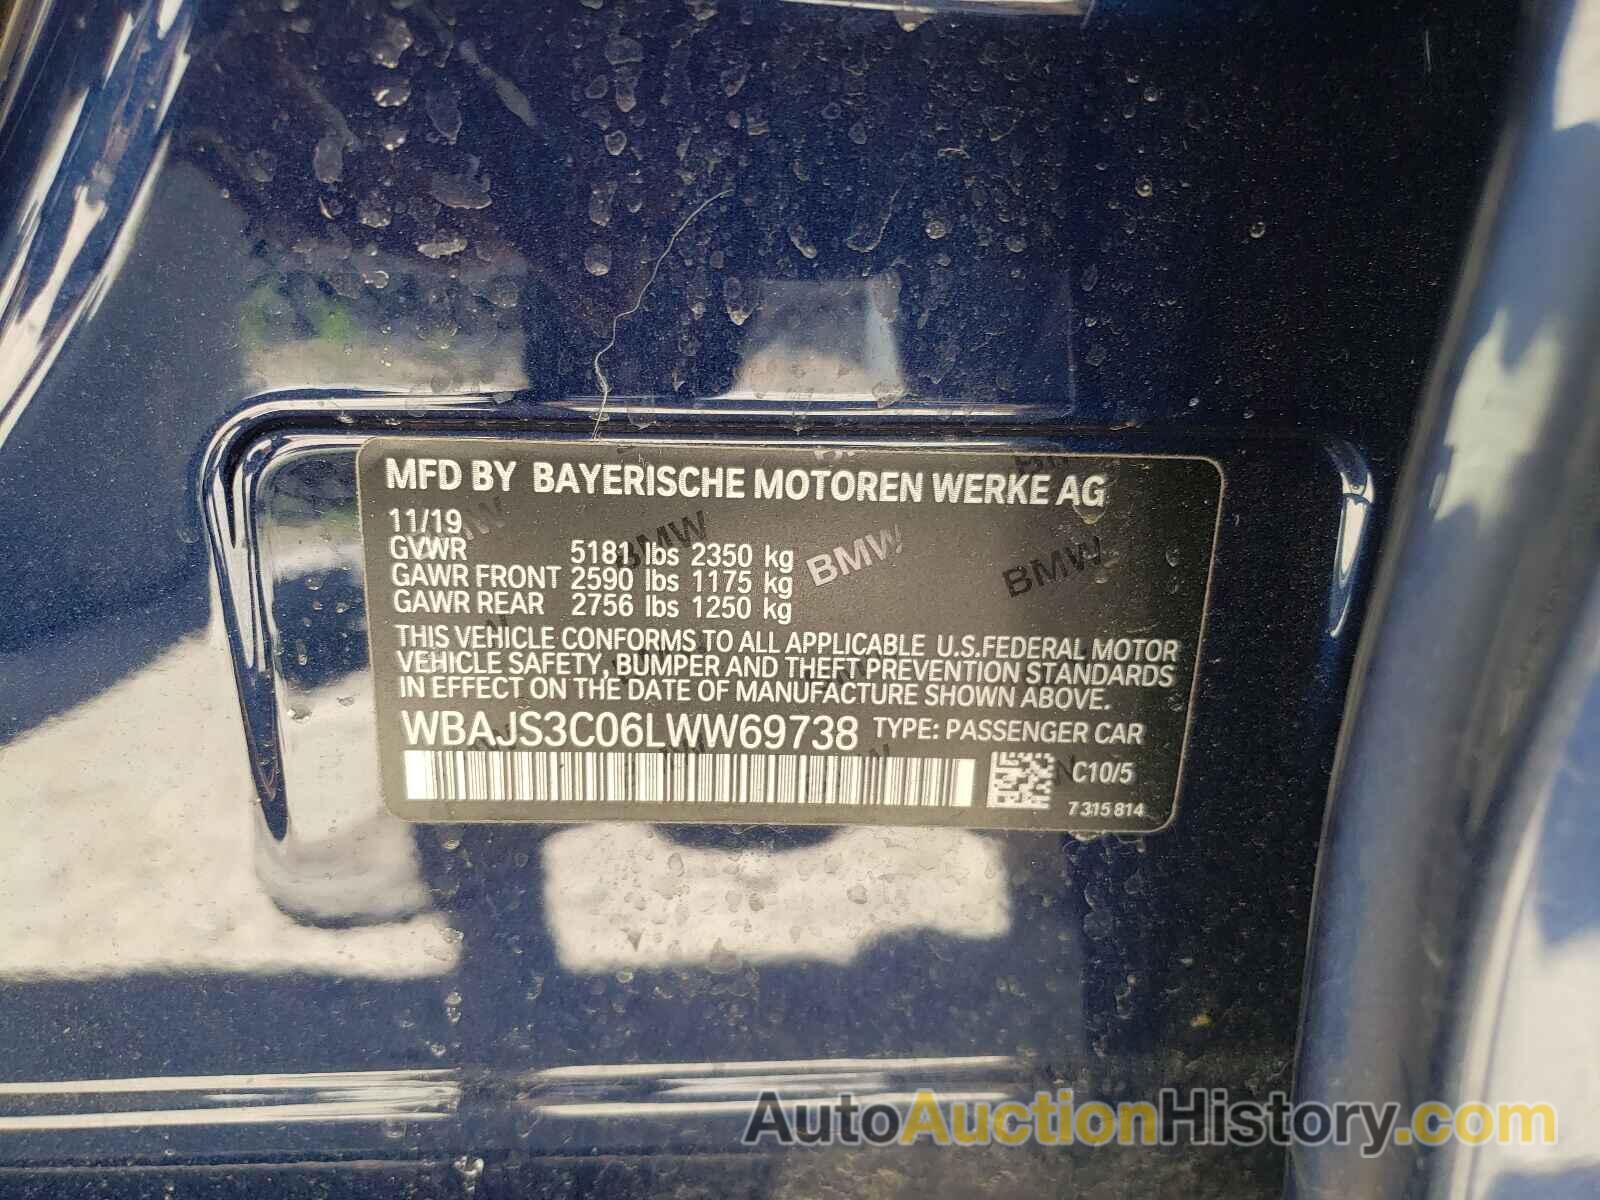 MFD BY BAYERISCHE MOTOREN WERKE AG
11/19
GVWR 5181 lbs 2350 kg
GAWR FRONT 2590 lbs 1175 kg
GAWR REAR 2756 lbs 1250 kg
BMW BMW BMW BMW
THIS VEHICLE CONFORMS TO ALL APPLICABLE U.S.FEDERAL MOTOR
VEHICLE SAFETY, BUMPER AND THEFT PREVENTION STANDARDS
IN EFFECT ON THE DATE OF MANUFACTURE SHOWN ABOVE.
WBAJS3C06LWW69738 TYPE: PASSENGER CAR
C10/5
7 315 814
AutoAuctionHistory.com